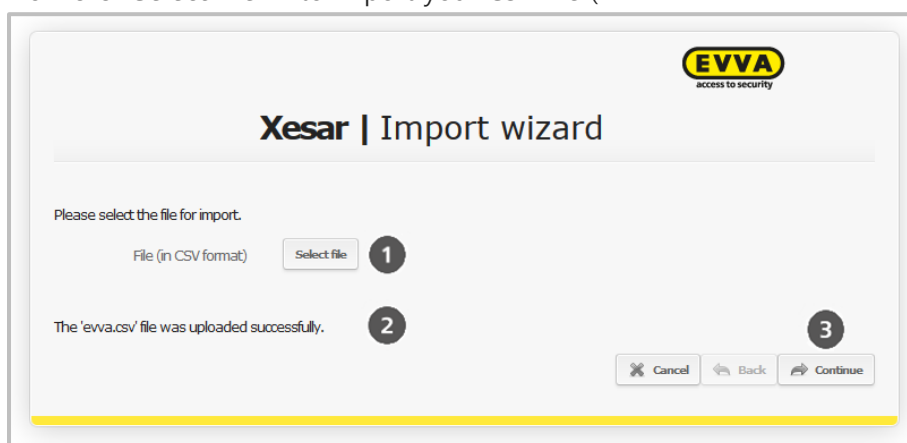 EVVA
access to security
Xesar | Import wizard
Please select the file for import.
File (in CSV format) Select file 1
The 'evva.csv' file was uploaded successfully. 2
3
Cancel Back Continue